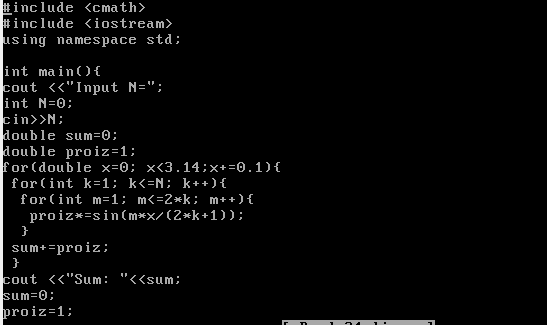 #include <cmath>
#include <iostream>
using namespace std;

int main(){
cout <<"Input N=";
int N=0;
cin>>N;
double sum=0;
double proiz=1;
for(double x=0; x<3.14;x+=0.1){
 for(int k=1; k<=N; k++){
  for(int m=1; m<=2*k; m++){
   proiz*=sin(m*x/(2*k+1));
  }
 sum+=proiz;
 }
cout <<"Sum: "<<sum;
sum=0;
proiz=1;